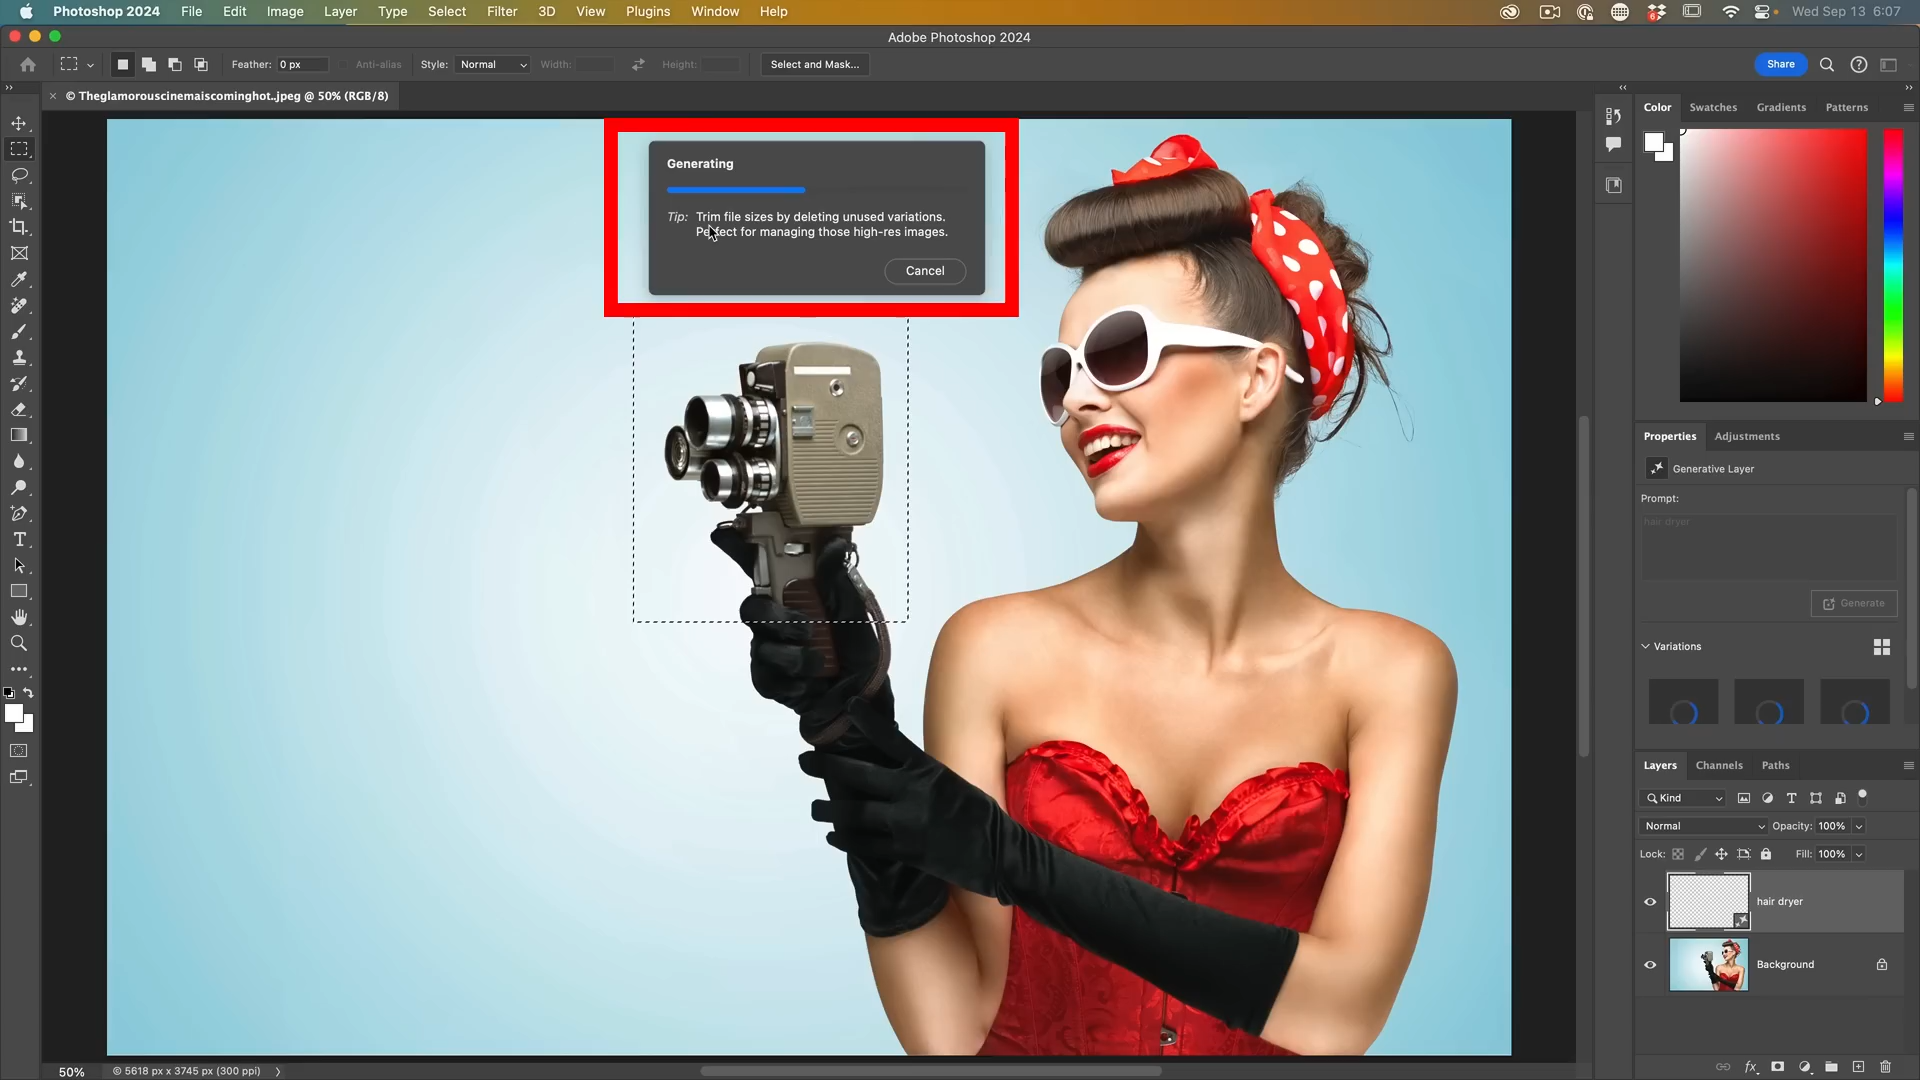 Photoshop 2024 File Edit Image Layer Type Select Filter 3D View Plugins Window Help Wed Sep 13 6:07
Adobe Photoshop 2024
Feather: 0 px Anti-alias Style: Normal Width: Height: Select and Mask... Share
× © Theglamorouscinemaiscominghot..jpeg @ 50% (RGB/8)
Color Swatches Gradients Patterns
Generating
Tip: Trim file sizes by deleting unused variations.
Perfect for managing those high-res images.
Cancel
Properties Adjustments
Generative Layer
Prompt:
hair dryer
Generate
Variations
Layers Channels Paths
Kind
Normal Opacity: 100%
Lock: Fill: 100%
hair dryer
Background
50% © 5618 px x 3745 px (300 ppi)